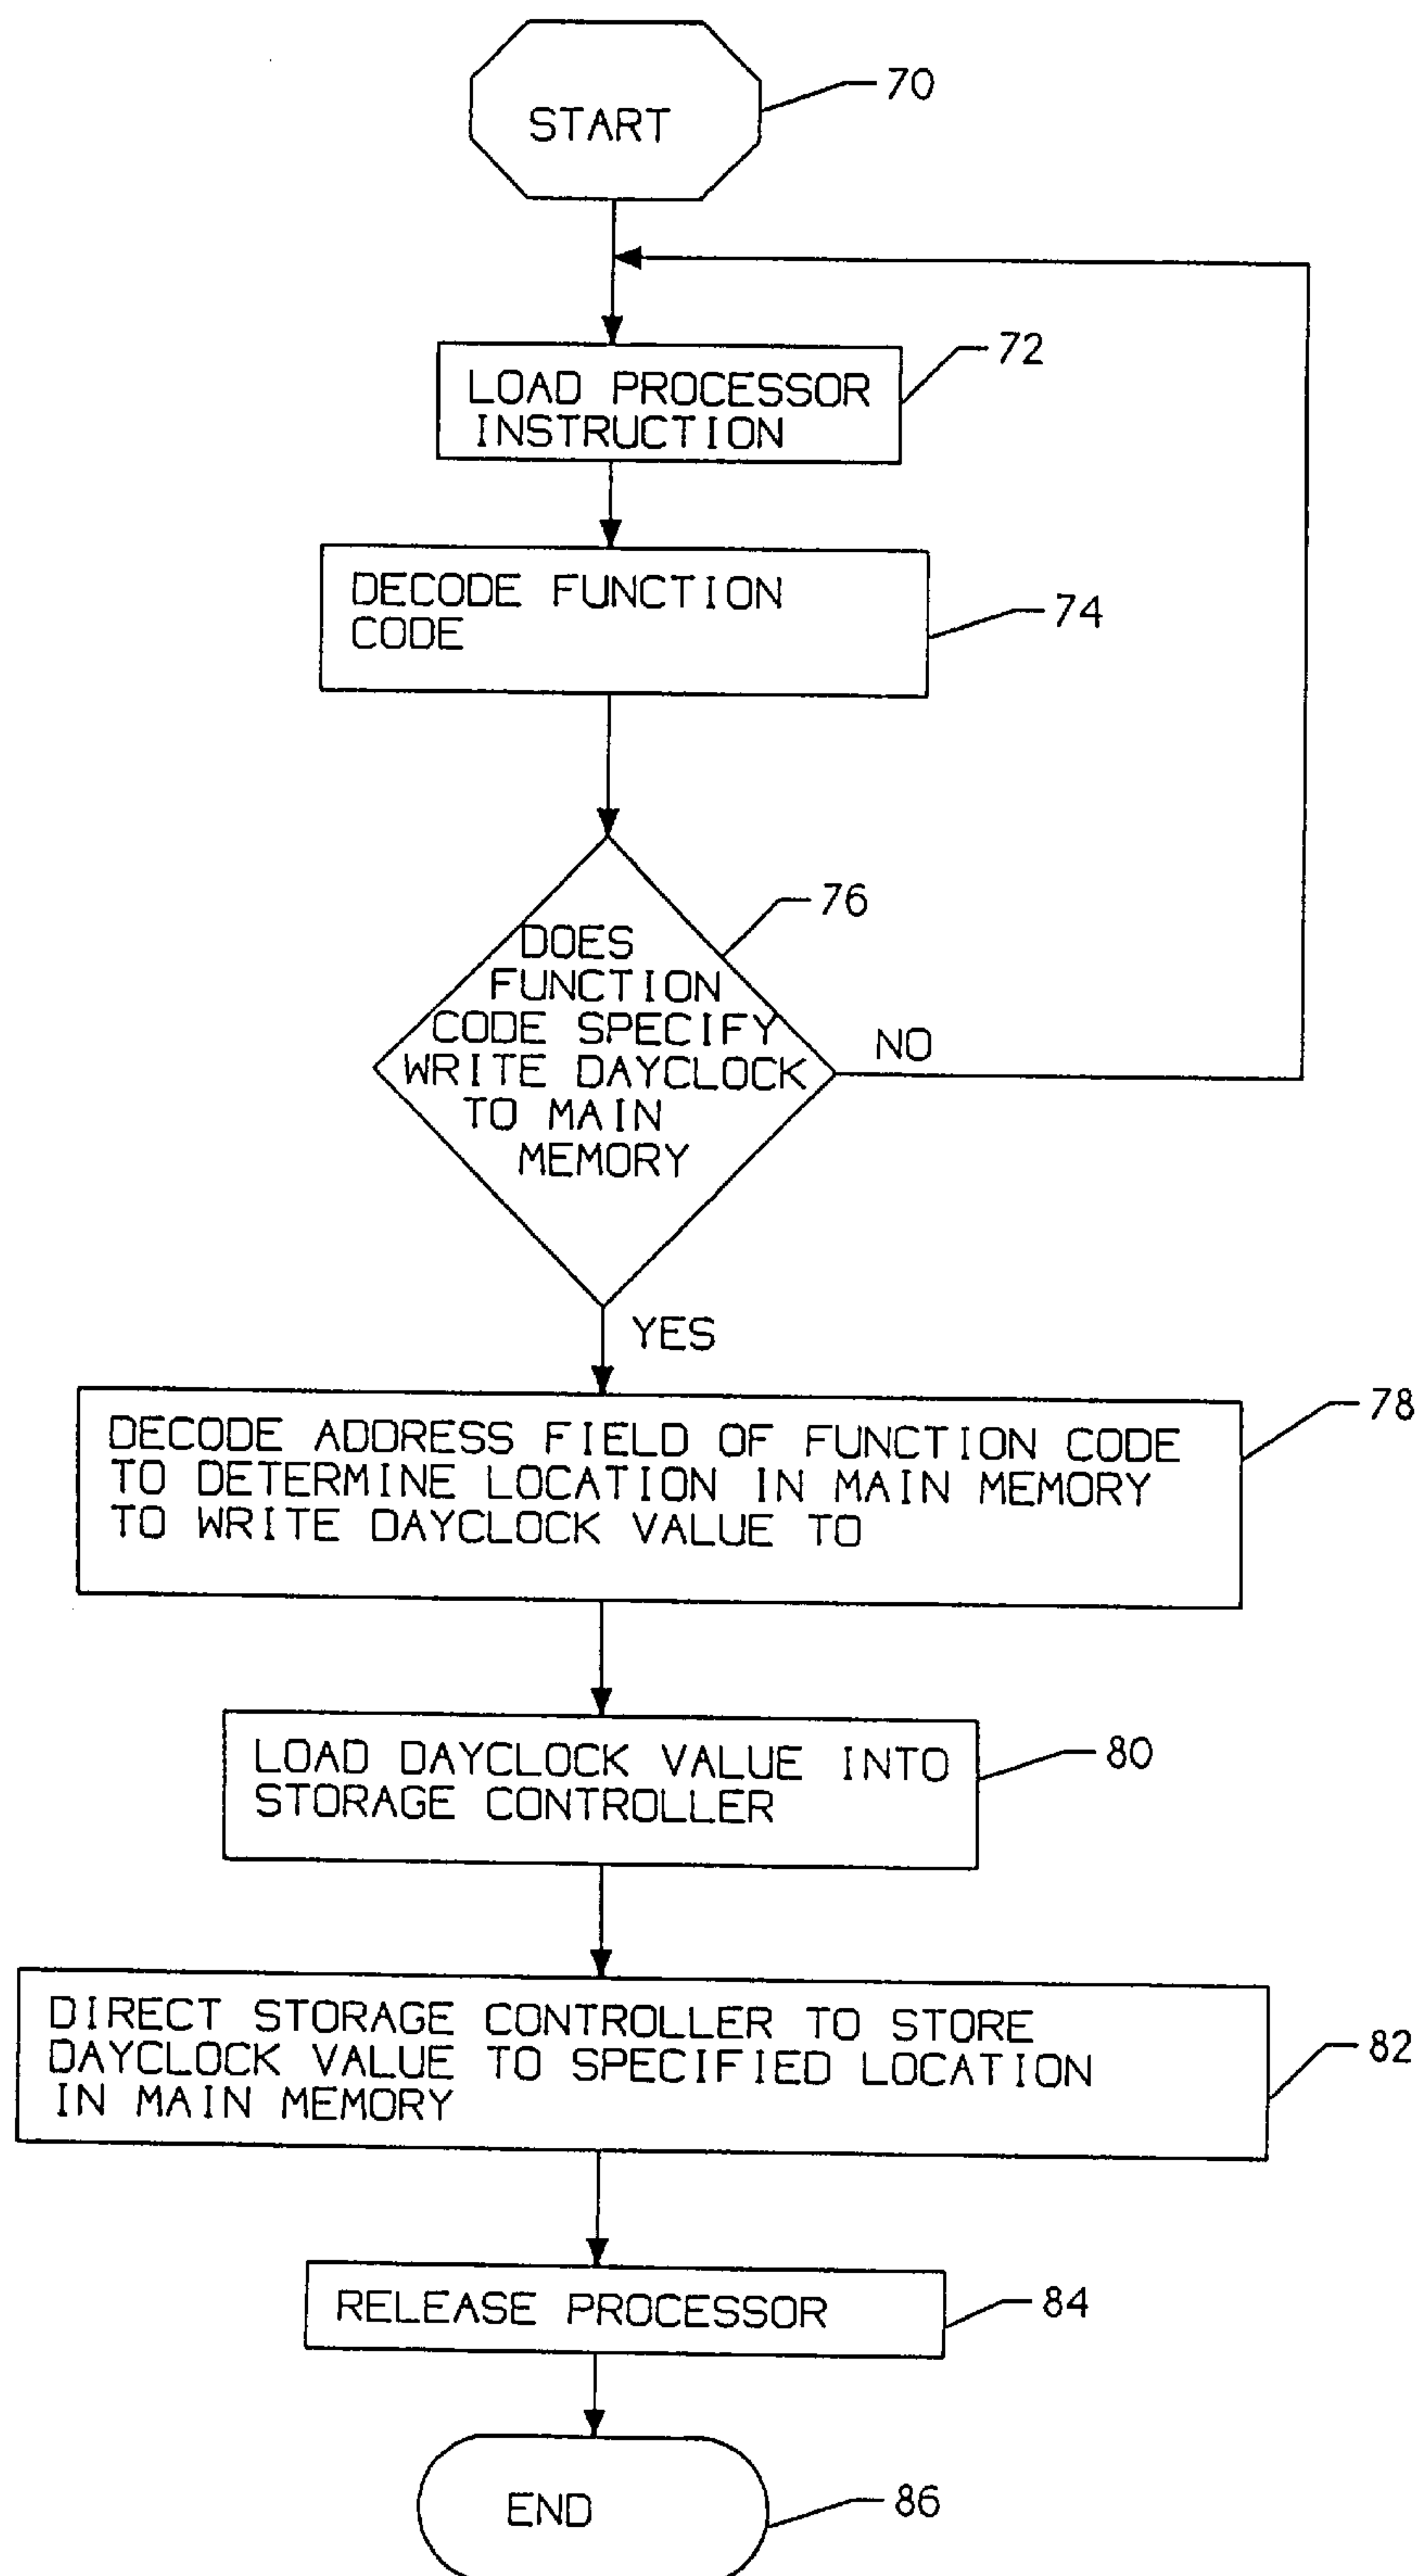 START
70
LOAD PROCESSOR
INSTRUCTION
72
DECODE FUNCTION
CODE
74
DOES
FUNCTION
CODE SPECIFY
WRITE DAYCLOCK
TO MAIN
MEMORY
76
NO
YES
DECODE ADDRESS FIELD OF FUNCTION CODE
TO DETERMINE LOCATION IN MAIN MEMORY
TO WRITE DAYCLOCK VALUE TO
78
LOAD DAYCLOCK VALUE INTO
STORAGE CONTROLLER
80
DIRECT STORAGE CONTROLLER TO STORE
DAYCLOCK VALUE TO SPECIFIED LOCATION
IN MAIN MEMORY
82
RELEASE PROCESSOR
84
END
86